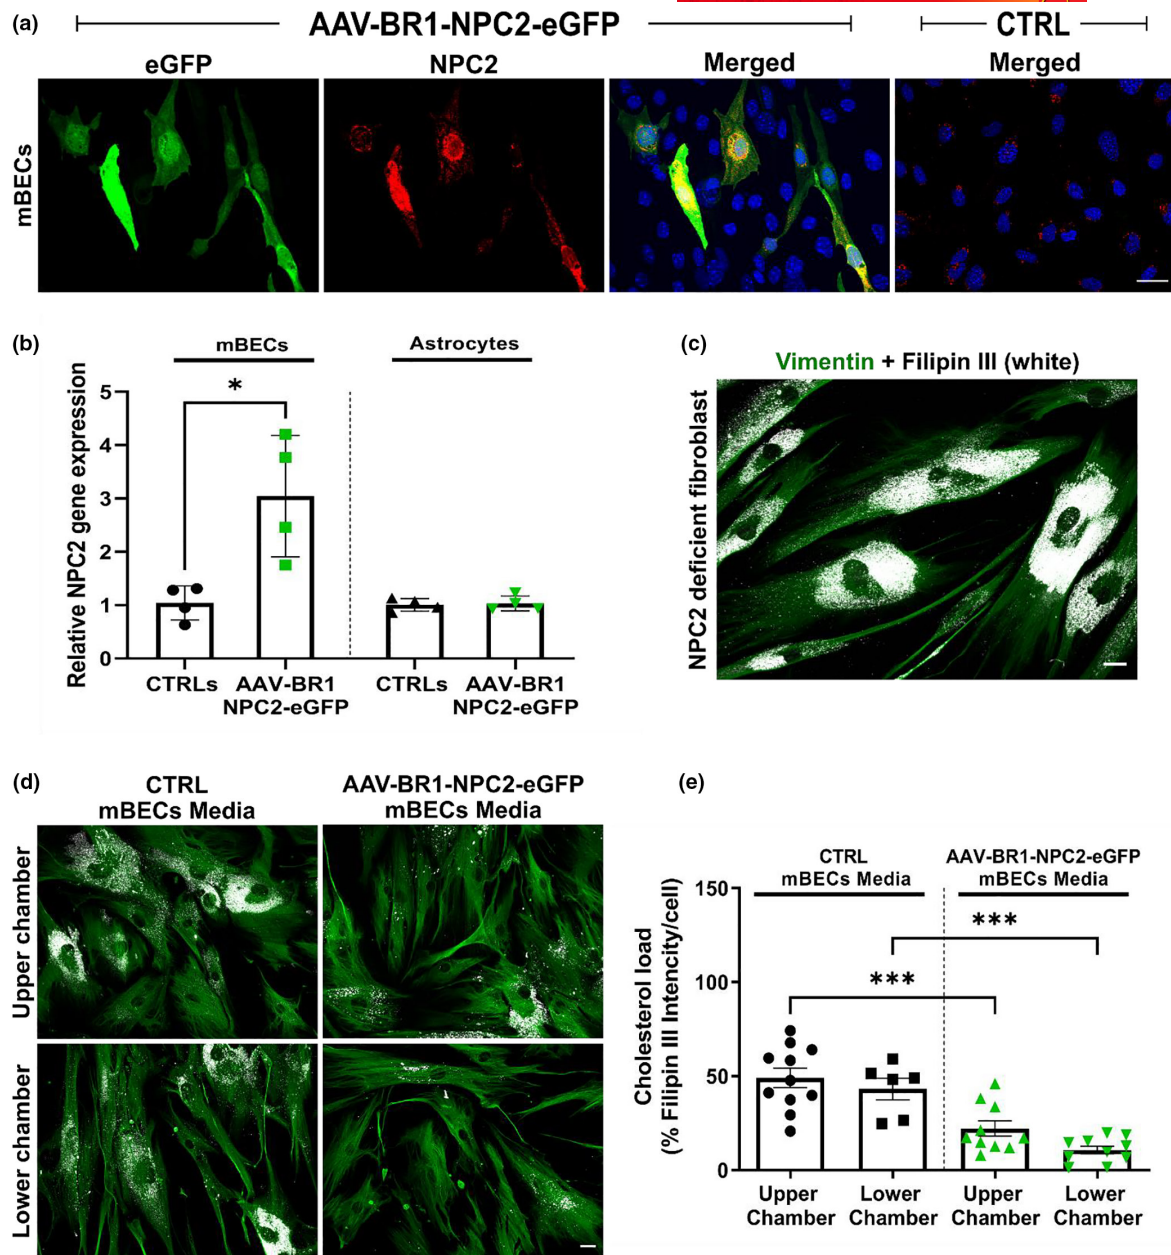 (a)
AAV-BR1-NPC2-eGFP
CTRL
eGFP
NPC2
Merged
Merged
mBECs
(b)
mBECs
Astrocytes
*
Relative NPC2 gene expression
5
4
3
2
1
0
CTRLs
AAV-BR1
NPC2-eGFP
CTRLs
AAV-BR1
NPC2-eGFP
(c)
Vimentin + Filipin III (white)
NPC2 deficient fibroblast
(d)
CTRL
mBECs Media
AAV-BR1-NPC2-eGFP
mBECs Media
Upper chamber
Lower chamber
(e)
CTRL
mBECs Media
AAV-BR1-NPC2-eGFP
mBECs Media
***
***
Cholesterol load
(% Filipin III Intencity/cell)
150
100
50
0
Upper
Chamber
Lower
Chamber
Upper
Chamber
Lower
Chamber